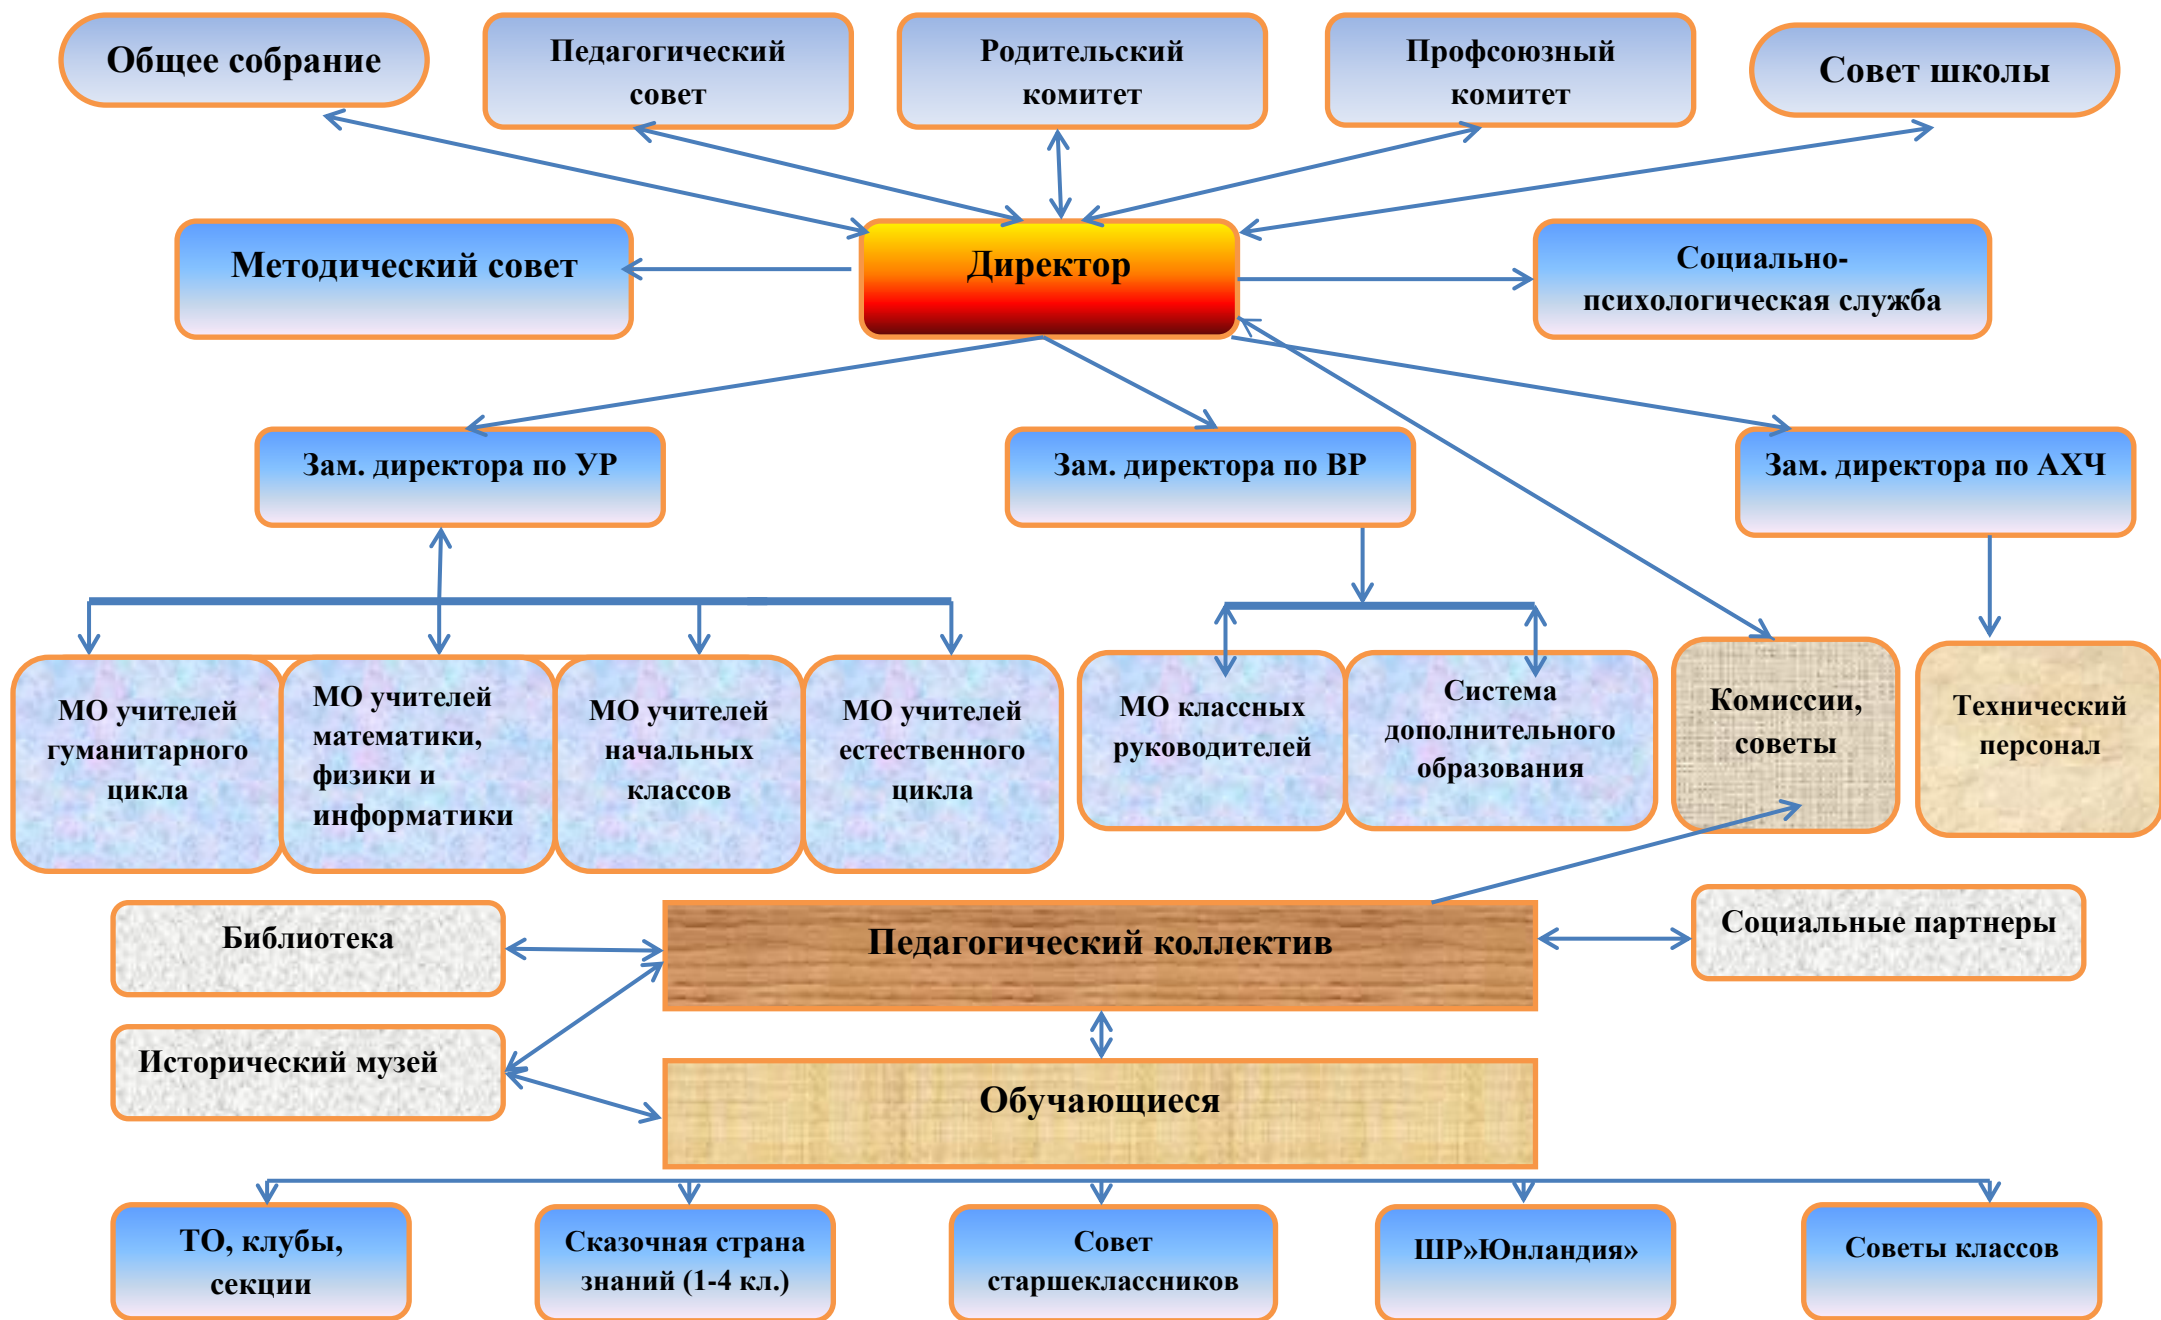 Общее собрание
Педагогический
совет
Родительский
комитет
Профсоюзный
комитет
Совет школы
Методический совет
Директор
Социально-
психологическая служба
Зам. директора по УР
Зам. директора по ВР
Зам. директора по АХЧ
МО учителей
гуманитарного
цикла
МО учителей
математики,
физики и
информатики
МО учителей
начальных
классов
МО учителей
естественного
цикла
МО классных
руководителей
Система
дополнительного
образования
Комиссии,
советы
Технический
персонал
Библиотека
Педагогический коллектив
Социальные партнеры
Исторический музей
Обучающиеся
ТО, клубы,
секции
Сказочная страна
знаний (1-4 кл.)
Совет
старшеклассников
ШР»Юнландия»
Советы классов